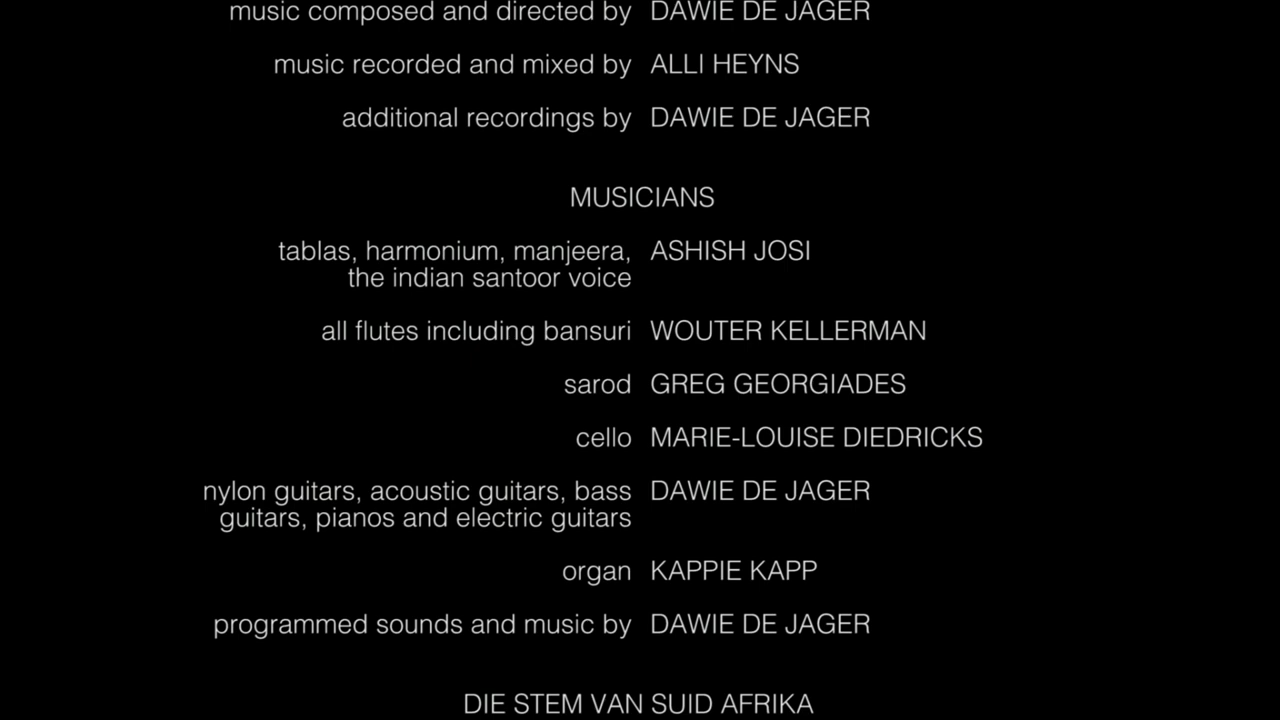 music composed and directed by DAWIE DE JAGER
music recorded and mixed by ALLI HEYNS
additional recordings by DAWIE DE JAGER
MUSICIANS
tablas, harmonium, manjeera, ASHISH JOSI
the indian santoor voice
all flutes including bansuri WOUTER KELLERMAN
sarod GREG GEORGIADES
cello MARIE-LOUISE DIEDRICKS
nylon guitars, acoustic guitars, bass DAWIE DE JAGER
guitars, pianos and electric guitars
organ KAPPIE KAPP
programmed sounds and music by DAWIE DE JAGER
DIE STEM VAN SUID AFRIKA